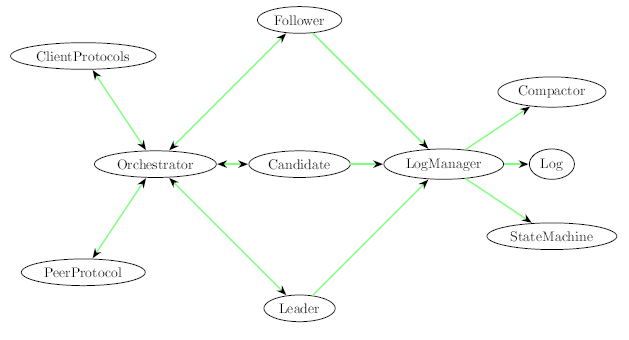 Follower
ClientProtocols
Compactor
Orchestrator
Candidate
LogManager
Log
StateMachine
PeerProtocol
Leader